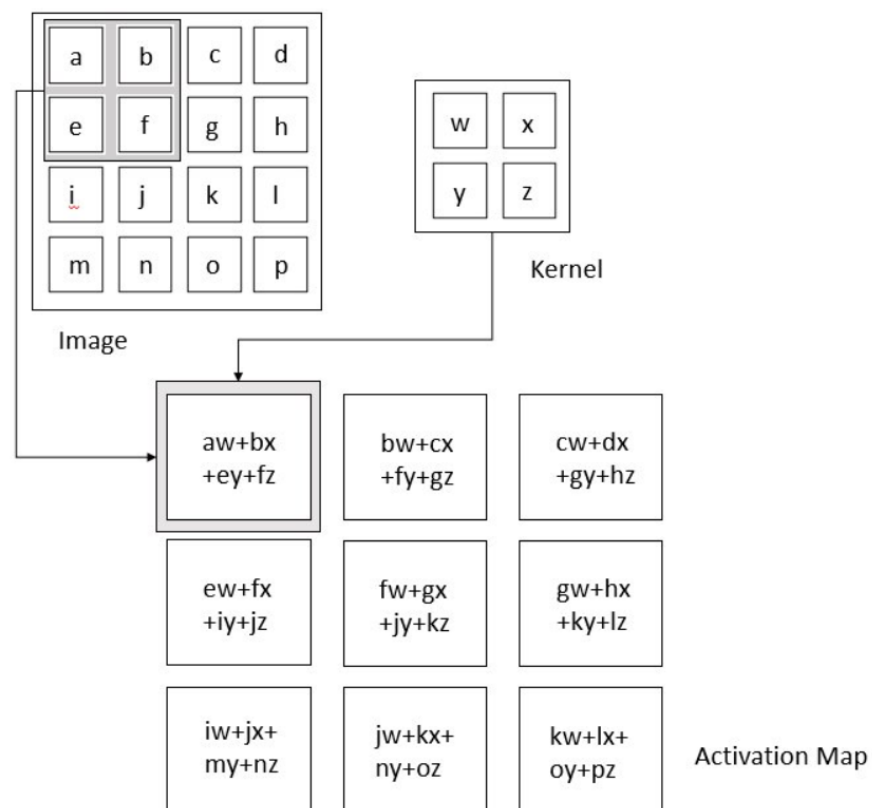 a b c d
e f g h
i j k l
m n o p
Image
w x
y z
Kernel
aw+bx
+ey+fz
bw+cx
+fy+gz
cw+dx
+gy+hz
ew+fx
+iy+jz
fw+gx
+jy+kz
gw+hx
+ky+lz
iw+jx+
my+nz
jw+kx+
ny+oz
kw+lx+
oy+pz
Activation Map